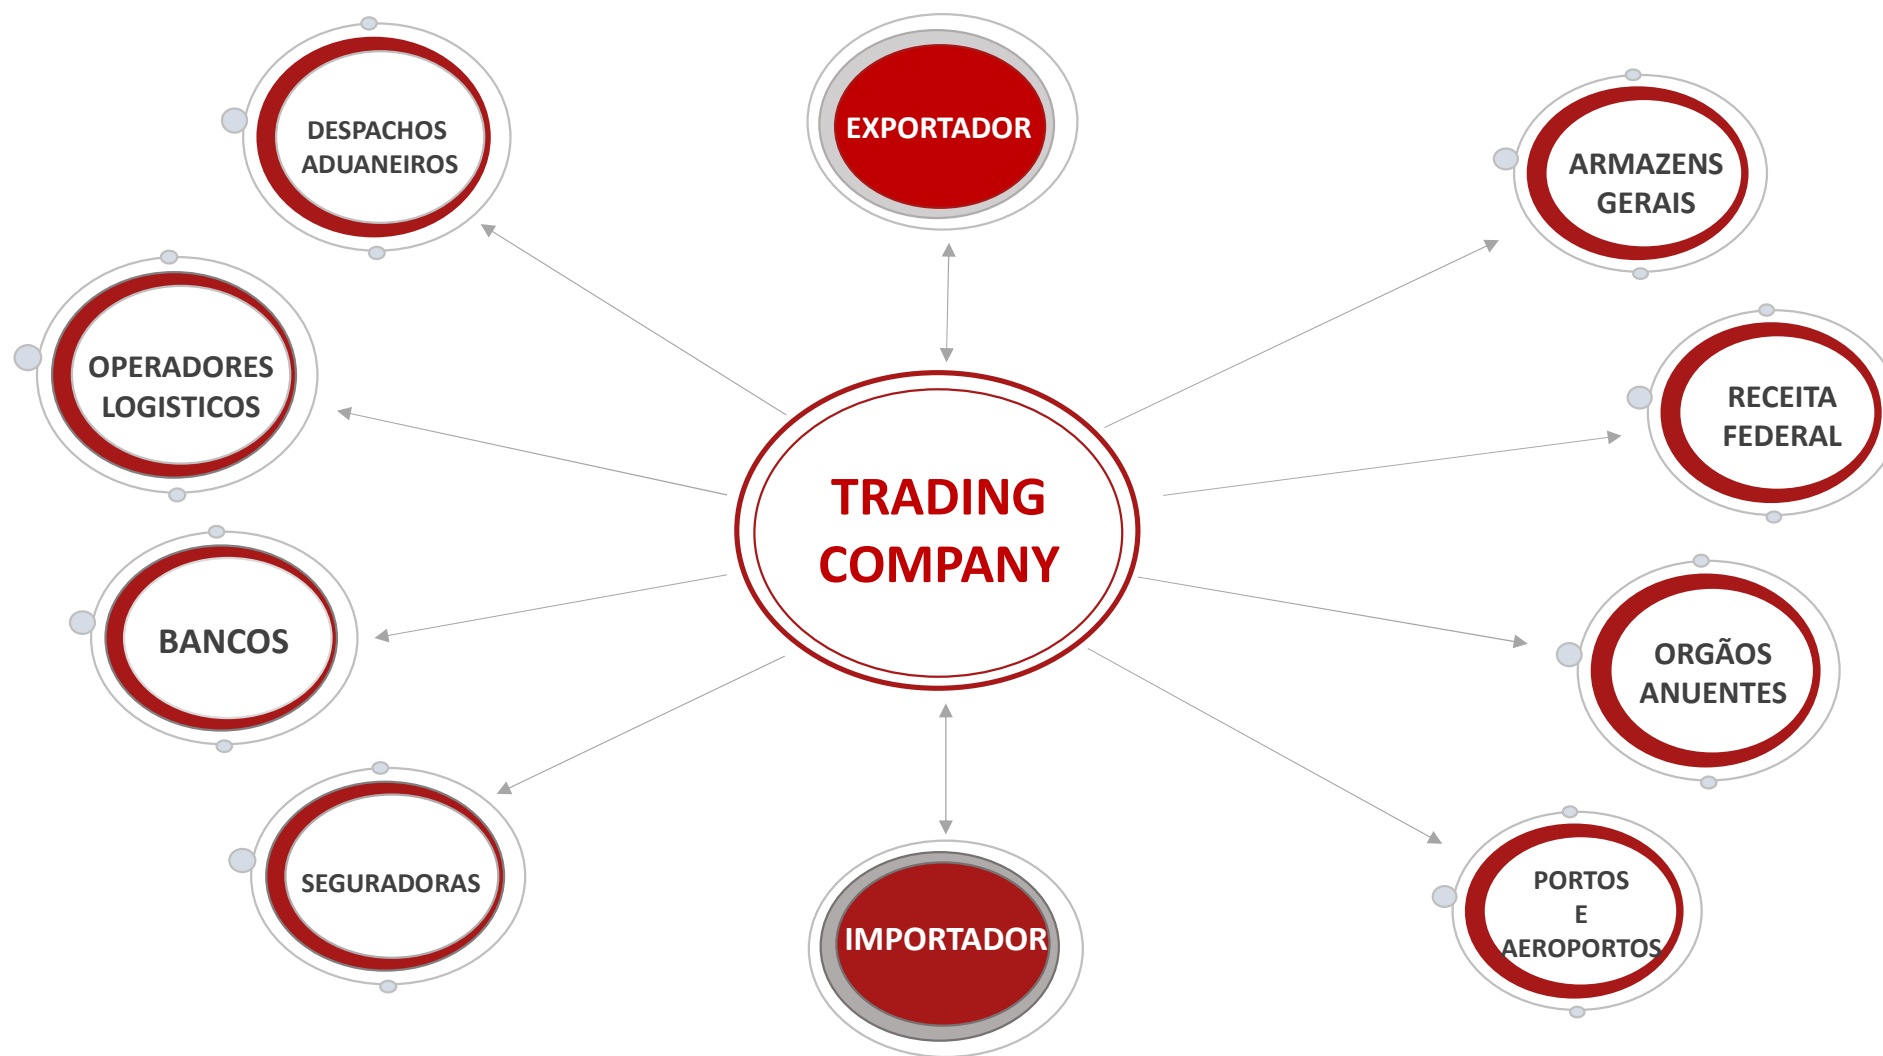 DESPACHOS
ADUANEIROS
EXPORTADOR
ARMAZENS
GERAIS
OPERADORES
LOGISTICOS
RECEITA
FEDERAL
TRADING
COMPANY
BANCOS
ORGÃOS
ANUENTES
SEGURADORAS
IMPORTADOR
PORTOS
E
AEROPORTOS